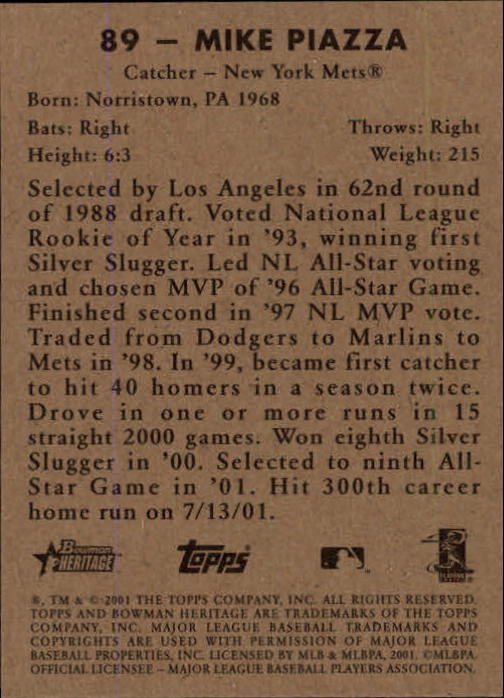 89 – MIKE PIAZZA
Catcher – New York Mets®
Born: Norristown, PA 1968
Bats: Right Throws: Right
Height: 6:3 Weight: 215
Selected by Los Angeles in 62nd round
of 1988 draft. Voted National League
Rookie of Year in '93, winning first
Silver Slugger. Led NL All-Star voting
and chosen MVP of '96 All-Star Game.
Finished second in '97 NL MVP vote.
Traded from Dodgers to Marlins to
Mets in '98. In '99, became first catcher
to hit 40 homers in a season twice.
Drove in one or more runs in 15
straight 2000 games. Won eighth Silver
Slugger in '00. Selected to ninth All-
Star Game in '01. Hit 300th career
home run on 7/13/01.
Bowman HERITAGE Topps
®, TM & © 2001 THE TOPPS COMPANY, INC. ALL RIGHTS RESERVED.
TOPPS AND BOWMAN HERITAGE ARE TRADEMARKS OF THE TOPPS
COMPANY, INC. MAJOR LEAGUE BASEBALL TRADEMARKS AND
COPYRIGHTS ARE USED WITH PERMISSION OF MAJOR LEAGUE
BASEBALL PROPERTIES, INC. LICENSED BY MLB & MLBPA, 2001. ©MLBPA
OFFICIAL LICENSEE – MAJOR LEAGUE BASEBALL PLAYERS ASSOCIATION.